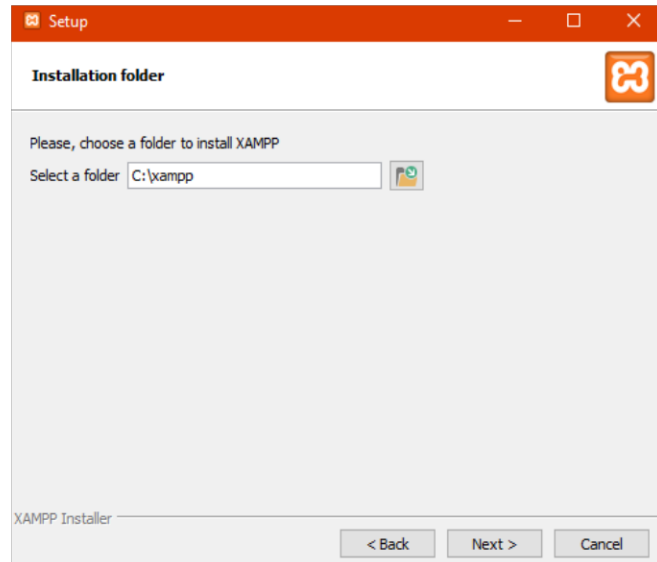 Setup
Installation folder
Please, choose a folder to install XAMPP
Select a folder C:\xampp
XAMPP Installer
< Back Next > Cancel